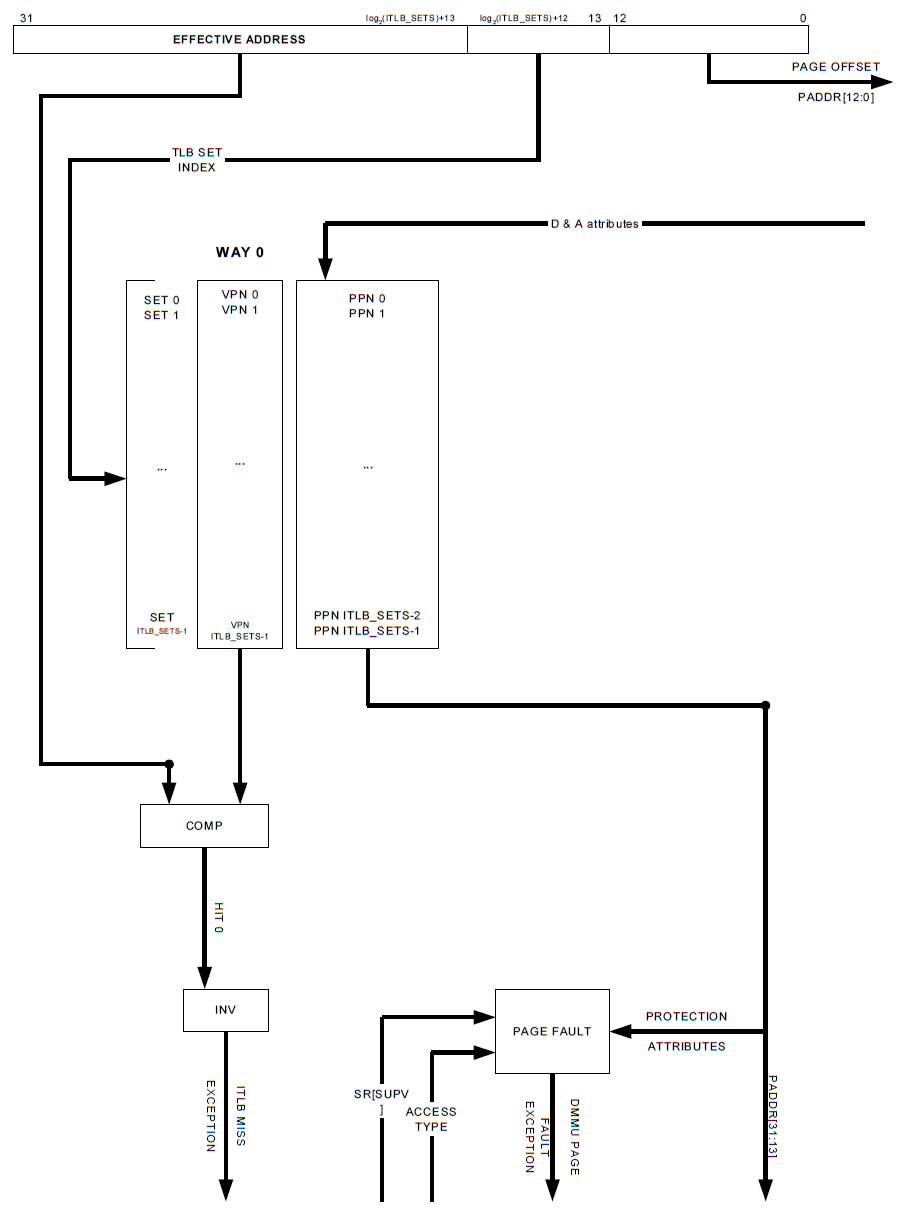 31
log2(ITLB_SETS)+13
log2(ITLB_SETS)+12
13
12
0
EFFECTIVE ADDRESS
PAGE OFFSET
PADDR[12:0]
TLB SET
INDEX
D & A attributes
WAY 0
SET 0
SET 1
VPN 0
VPN 1
PPN 0
PPN 1
...
...
...
SET
ITLB_SETS-1
VPN
ITLB_SETS-1
PPN ITLB_SETS-2
PPN ITLB_SETS-1
COMP
HIT 0
INV
PAGE FAULT
PROTECTION
ATTRIBUTES
SR[SUPV
]
ACCESS
TYPE
ITLB MISS
EXCEPTION
DMMU PAGE
FAULT
EXCEPTION
PADDR[31:13]